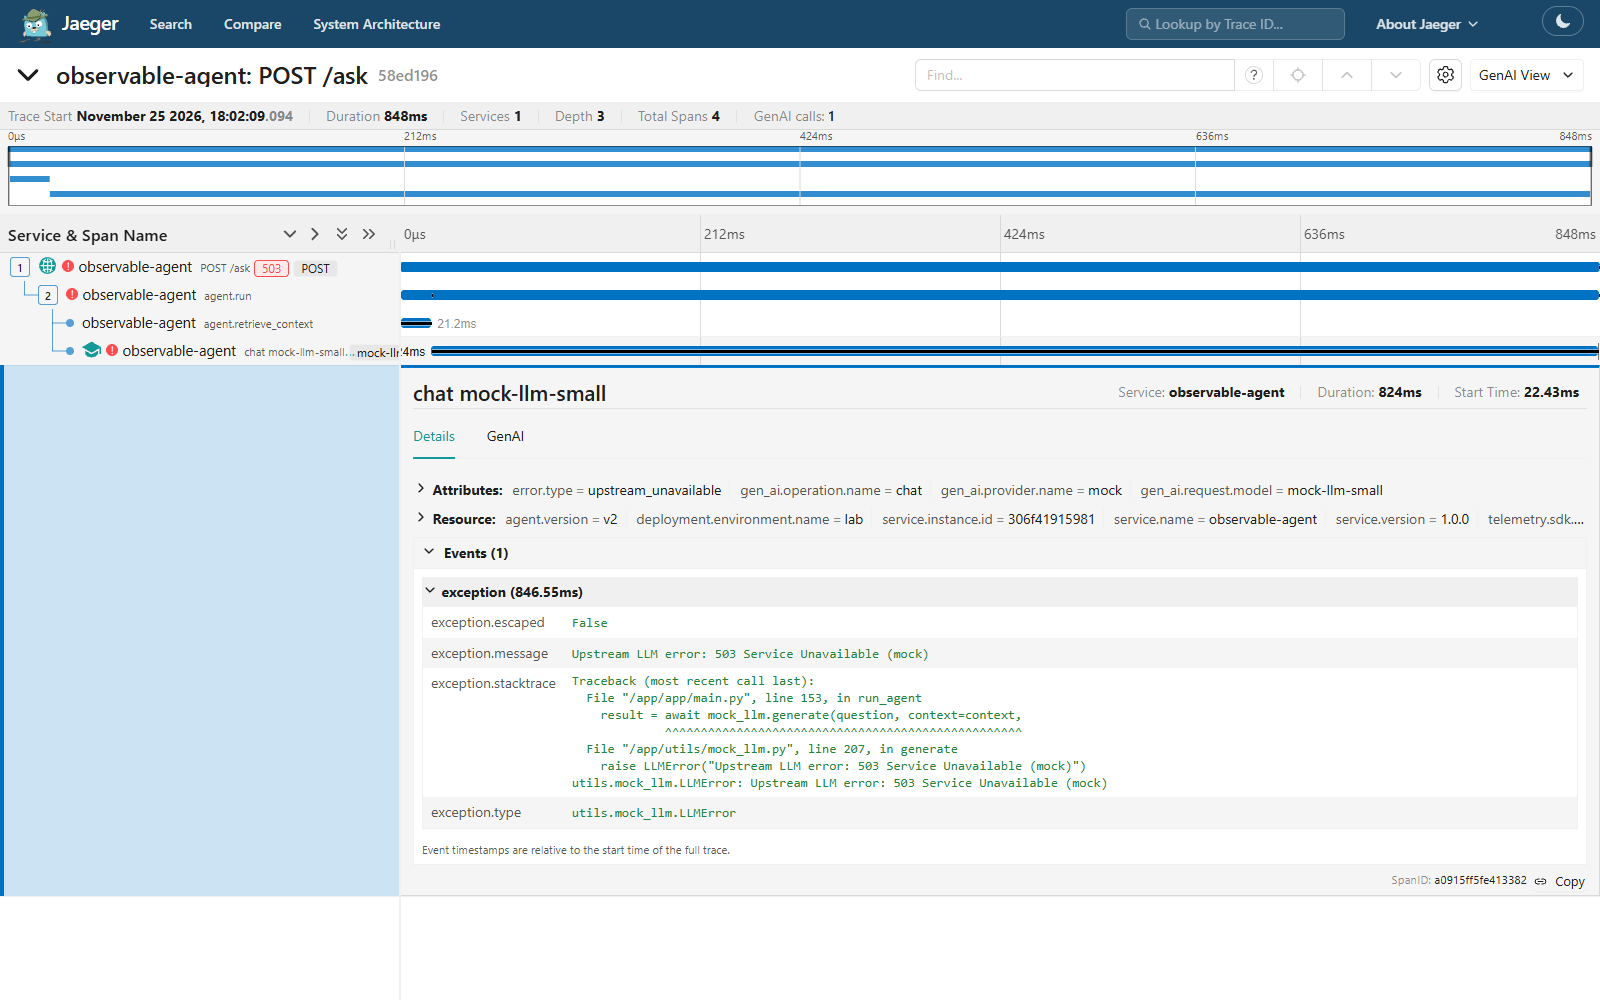 Jaeger
Search
Compare
System Architecture
Lookup by Trace ID...
About Jaeger
observable-agent: POST /ask 58ed196
Find...
?
GenAI View
Trace Start November 25 2026, 18:02:09.094
Duration 848ms
Services 1
Depth 3
Total Spans 4
GenAI calls: 1
0μs 212ms 424ms 636ms 848ms
Service & Span Name
0μs 212ms 424ms 636ms 848ms
1 observable-agent POST /ask 503 POST
2 observable-agent agent.run
observable-agent agent.retrieve_context 21.2ms
observable-agent chat mock-llm-small... mock-llm 24ms
chat mock-llm-small
Service: observable-agent Duration: 824ms Start Time: 22.43ms
Details GenAI
Attributes: error.type = upstream_unavailable gen_ai.operation.name = chat gen_ai.provider.name = mock gen_ai.request.model = mock-llm-small
Resource: agent.version = v2 deployment.environment.name = lab service.instance.id = 306f41915981 service.name = observable-agent service.version = 1.0.0 telemetry.sdk....
Events (1)
exception (846.55ms)
exception.escaped False
exception.message Upstream LLM error: 503 Service Unavailable (mock)
exception.stacktrace Traceback (most recent call last):
File "/app/app/main.py", line 153, in run_agent
result = await mock_llm.generate(question, context=context,
^^^^^^^^^^^^^^^^^^^^^^^^^^^^^^^^^^^^^^^^^^^^^^^^^^
File "/app/utils/mock_llm.py", line 207, in generate
raise LLMError("Upstream LLM error: 503 Service Unavailable (mock)")
utils.mock_llm.LLMError: Upstream LLM error: 503 Service Unavailable (mock)
exception.type utils.mock_llm.LLMError
Event timestamps are relative to the start time of the full trace.
SpanID: a0915ff5fe413382 Copy